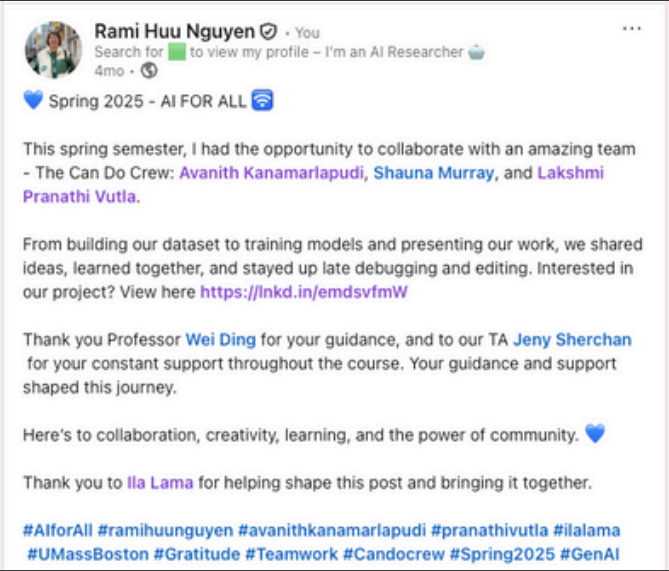 Rami Huu Nguyen • You
Search for 🟩 to view my profile – I'm an AI Researcher 🤖
4mo •
💙 Spring 2025 - AI FOR ALL 🛜
This spring semester, I had the opportunity to collaborate with an amazing team
- The Can Do Crew: Avanith Kanamarlapudi, Shauna Murray, and Lakshmi
Pranathi Vutla.
From building our dataset to training models and presenting our work, we shared
ideas, learned together, and stayed up late debugging and editing. Interested in
our project? View here https://lnkd.in/emdsvfmW
Thank you Professor Wei Ding for your guidance, and to our TA Jeny Sherchan
for your constant support throughout the course. Your guidance and support
shaped this journey.
Here's to collaboration, creativity, learning, and the power of community. 💙
Thank you to Ila Lama for helping shape this post and bringing it together.
#AIforAll #ramihuunguyen #avanithkanamarlapudi #pranathivutla #ilalama
#UMassBoston #Gratitude #Teamwork #Candocrew #Spring2025 #GenAI